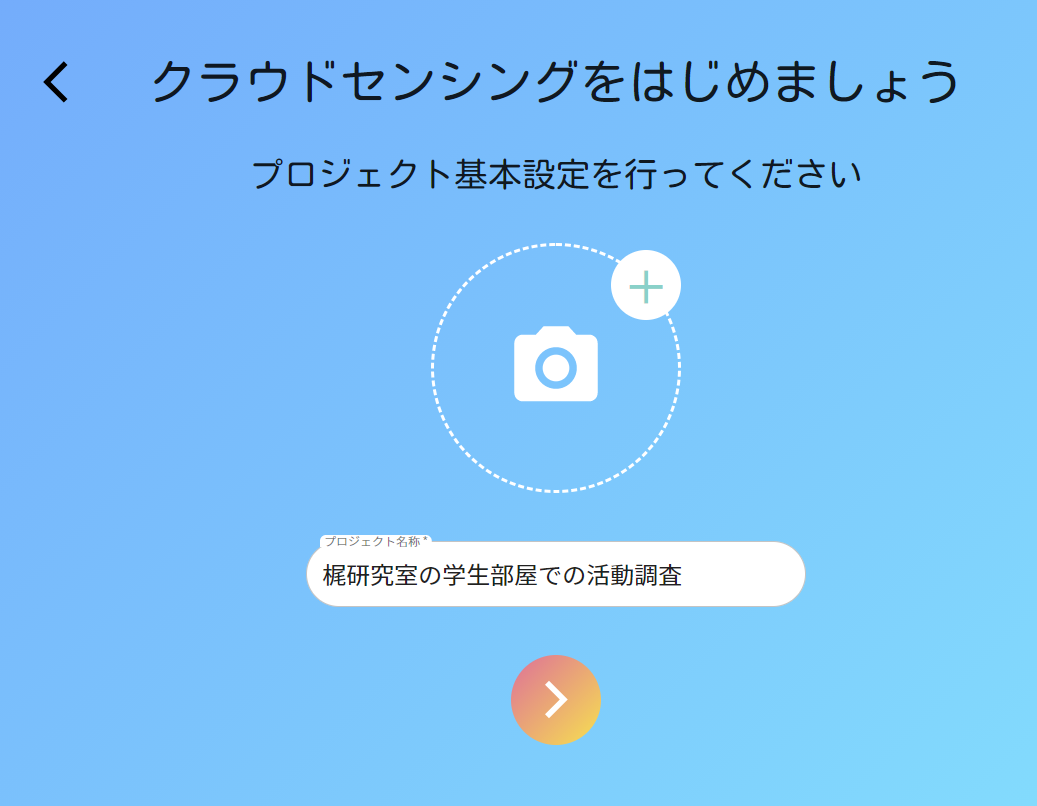 クラウドセンシングをはじめましょう
プロジェクト基本設定を行ってください
プロジェクト名称 *
梶研究室の学生部屋での活動調査